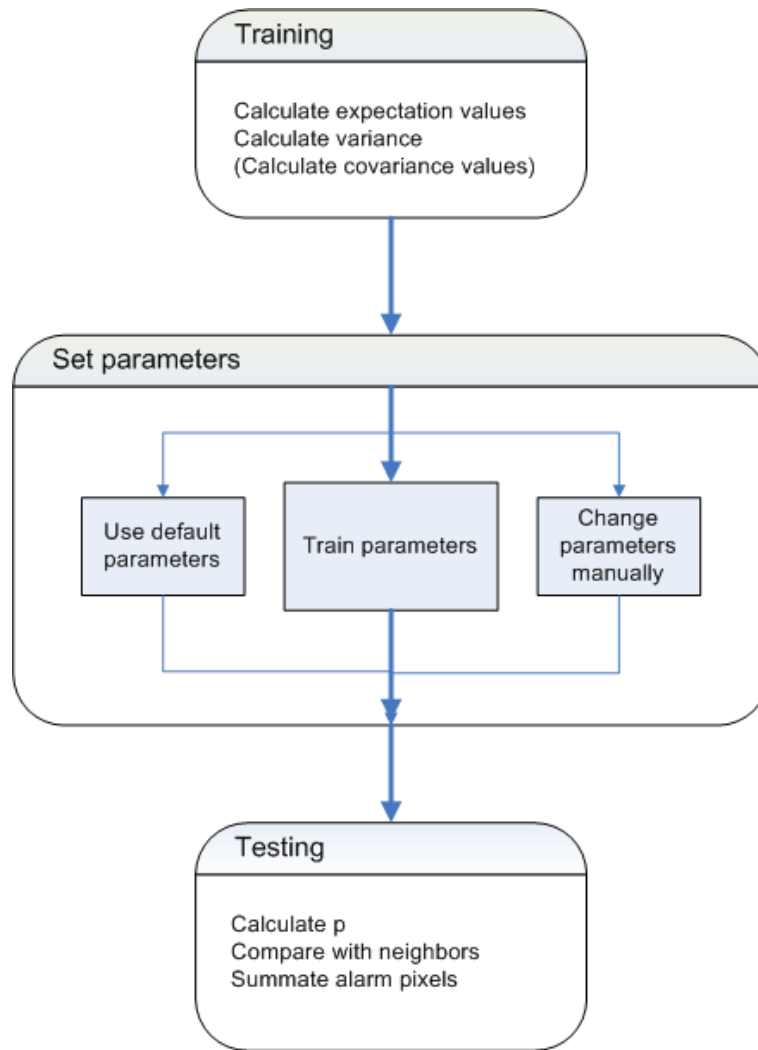 Training
Calculate expectation values
Calculate variance
(Calculate covariance values)
Set parameters
Use default
parameters
Train parameters
Change
parameters
manually
Testing
Calculate p
Compare with neighbors
Summate alarm pixels